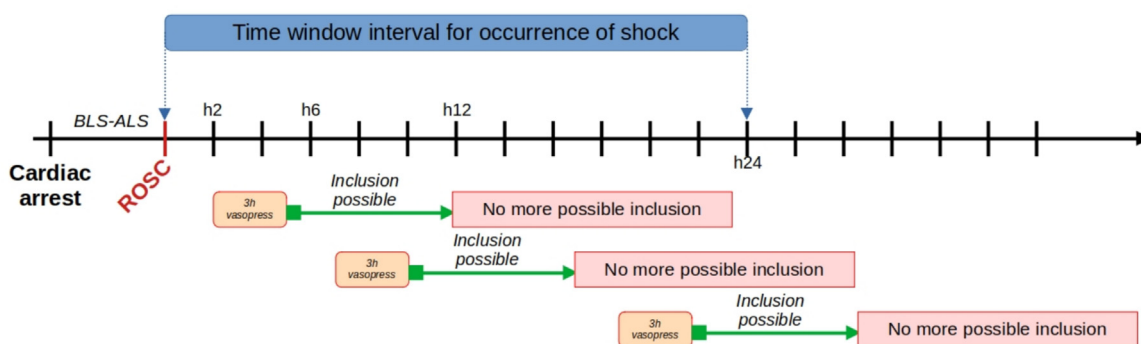 Time window interval for occurrence of shock
BLS-ALS
h2
h6
h12
h24
Cardiac
arrest
ROSC
3h
vasopress
Inclusion
possible
No more possible inclusion
3h
vasopress
Inclusion
possible
No more possible inclusion
3h
vasopress
Inclusion
possible
No more possible inclusion